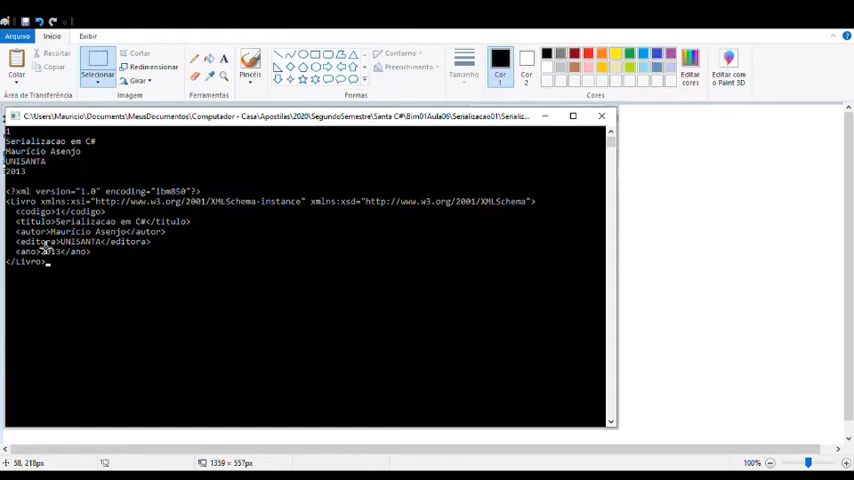 Arquivo Início Exibir
Colar
Recortar
Copiar
Área de Transferência
Selecionar
Cortar
Redimensionar
Girar
Imagem
Ferramentas
Pincéis
Contorno
Preenchimento
Formas
Tamanho
Cor
1
Cor
2
Editar
cores
Cores
Editar com
o Paint 3D
C:\Users\Mauricio\Documents\MeusDocumentos\Computador - Casa\Apostilas\2020\SegundoSemestre\Santa C#\Bim01Aula06\Serializacao01\Serializ...
1
Serializacao em C#
Maurício Asenjo
UNISANTA
2013
<?xml version="1.0" encoding="ibm850"?>
<Livro xmlns:xsi="http://www.w3.org/2001/XMLSchema-instance" xmlns:xsd="http://www.w3.org/2001/XMLSchema">
<codigo>1</codigo>
<titulo>Serializacao em C#</titulo>
<autor>Maurício Asenjo</autor>
<editora>UNISANTA</editora>
<ano>2013</ano>
</Livro>
58, 218px
1359 × 557px
100%